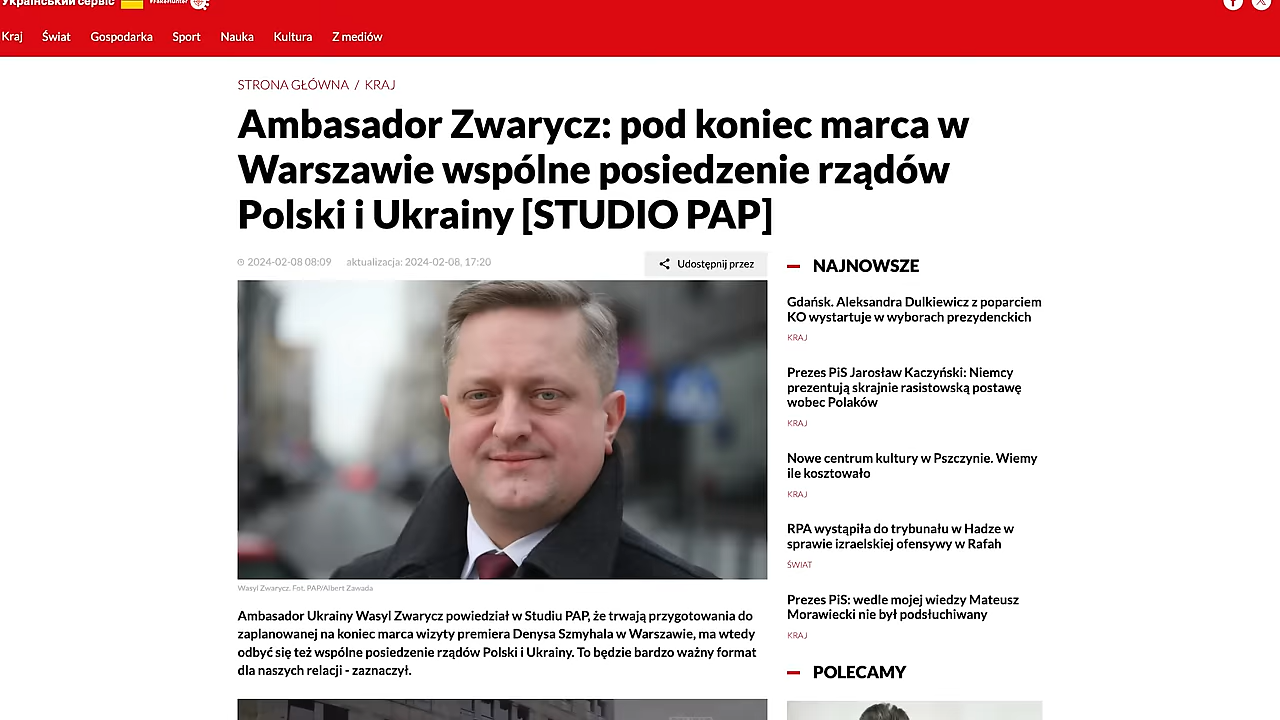 Український сервіс
#FakeHunter
Kraj Świat Gospodarka Sport Nauka Kultura Z mediów
STRONA GŁÓWNA / KRAJ
Ambasador Zwarycz: pod koniec marca w
Warszawie wspólne posiedzenie rządów
Polski i Ukrainy [STUDIO PAP]
2024-02-08 08:09 aktualizacja: 2024-02-08, 17:20
Udostępnij przez
Wasyl Zwarycz. Fot. PAP/Albert Zawada
Ambasador Ukrainy Wasyl Zwarycz powiedział w Studiu PAP, że trwają przygotowania do
zaplanowanej na koniec marca wizyty premiera Denysa Szmyhala w Warszawie, ma wtedy
odbyć się też wspólne posiedzenie rządów Polski i Ukrainy. To będzie bardzo ważny format
dla naszych relacji - zaznaczył.
NAJNOWSZE
Gdańsk. Aleksandra Dulkiewicz z poparciem
KO wystartuje w wyborach prezydenckich
KRAJ
Prezes PiS Jarosław Kaczyński: Niemcy
prezentują skrajnie rasistowską postawę
wobec Polaków
KRAJ
Nowe centrum kultury w Pszczynie. Wiemy
ile kosztowało
KRAJ
RPA wystąpiła do trybunału w Hadze w
sprawie izraelskiej ofensywy w Rafah
ŚWIAT
Prezes PiS: wedle mojej wiedzy Mateusz
Morawiecki nie był podsłuchiwany
KRAJ
POLECAMY